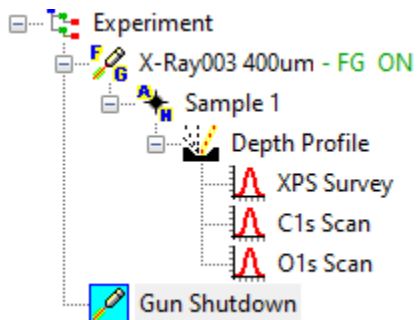 Experiment
F G X-Ray003 400um - FG ON
A H Sample 1
Depth Profile
XPS Survey
C1s Scan
O1s Scan
Gun Shutdown